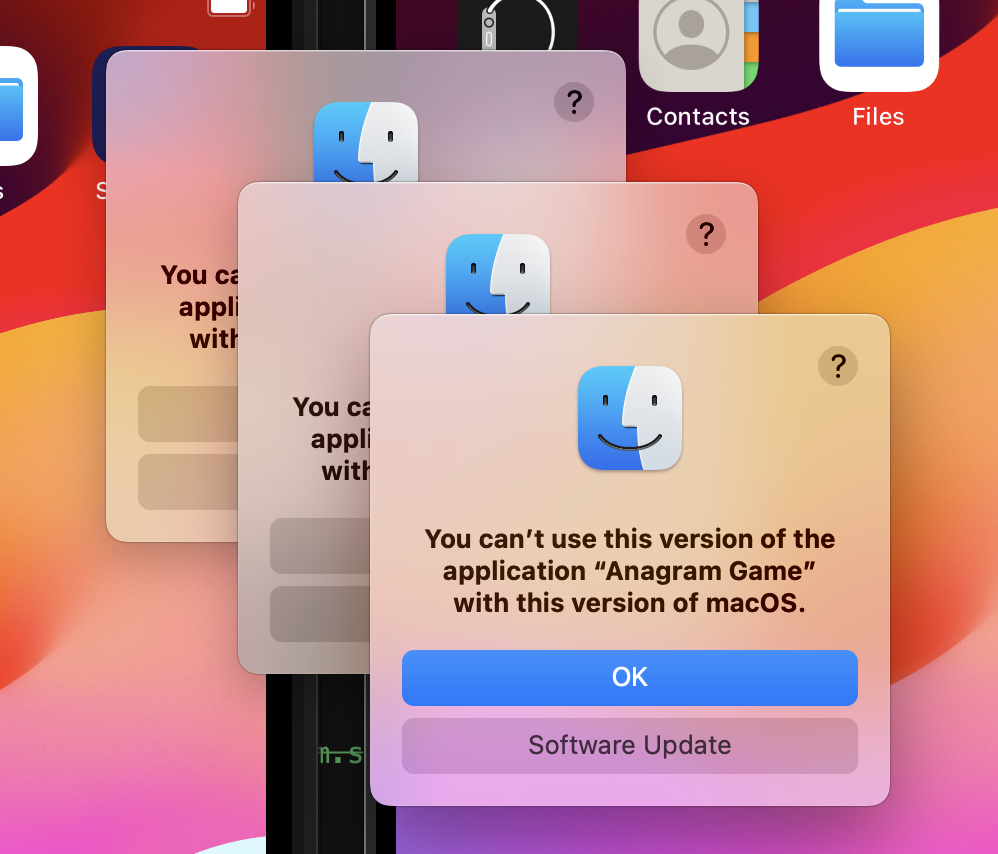 Contacts
Files
s
S
?
You ca
appli
with
?
You ca
appli
with
?
You can’t use this version of the
application “Anagram Game”
with this version of macOS.
OK
Software Update
n.s